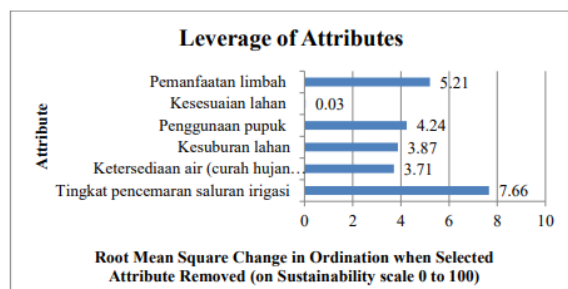 Leverage of Attributes
Attribute
Pemanfaatan limbah 5.21
Kesesuaian lahan 0.03
Penggunaan pupuk 4.24
Kesuburan lahan 3.87
Ketersediaan air (curah hujan… 3.71
Tingkat pencemaran saluran irigasi 7.66
0 2 4 6 8 10
Root Mean Square Change in Ordination when Selected
Attribute Removed (on Sustainability scale 0 to 100)